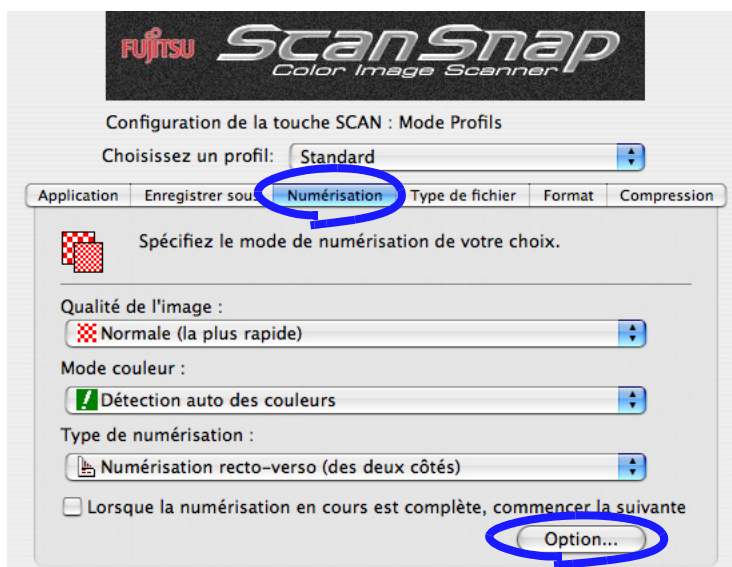 FUJITSU ScanSnap
Color Image Scanner
Configuration de la touche SCAN : Mode Profils
Choisissez un profil: Standard
Application Enregistrer sous Numérisation Type de fichier Format Compression
Spécifiez le mode de numérisation de votre choix.
Qualité de l'image :
Normale (la plus rapide)
Mode couleur :
Détection auto des couleurs
Type de numérisation :
Numérisation recto-verso (des deux côtés)
Lorsque la numérisation en cours est complète, commencer la suivante
Option...